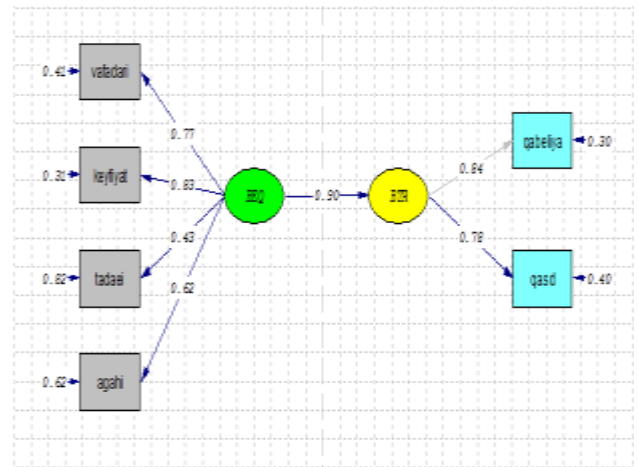 0.41 vafadari
0.77
qabeliya 0.30
0.84
0.31 keyfiyat
0.83
0.90
0.43
0.78
0.82 tadaei
0.62
qasd 0.40
0.62 agahi